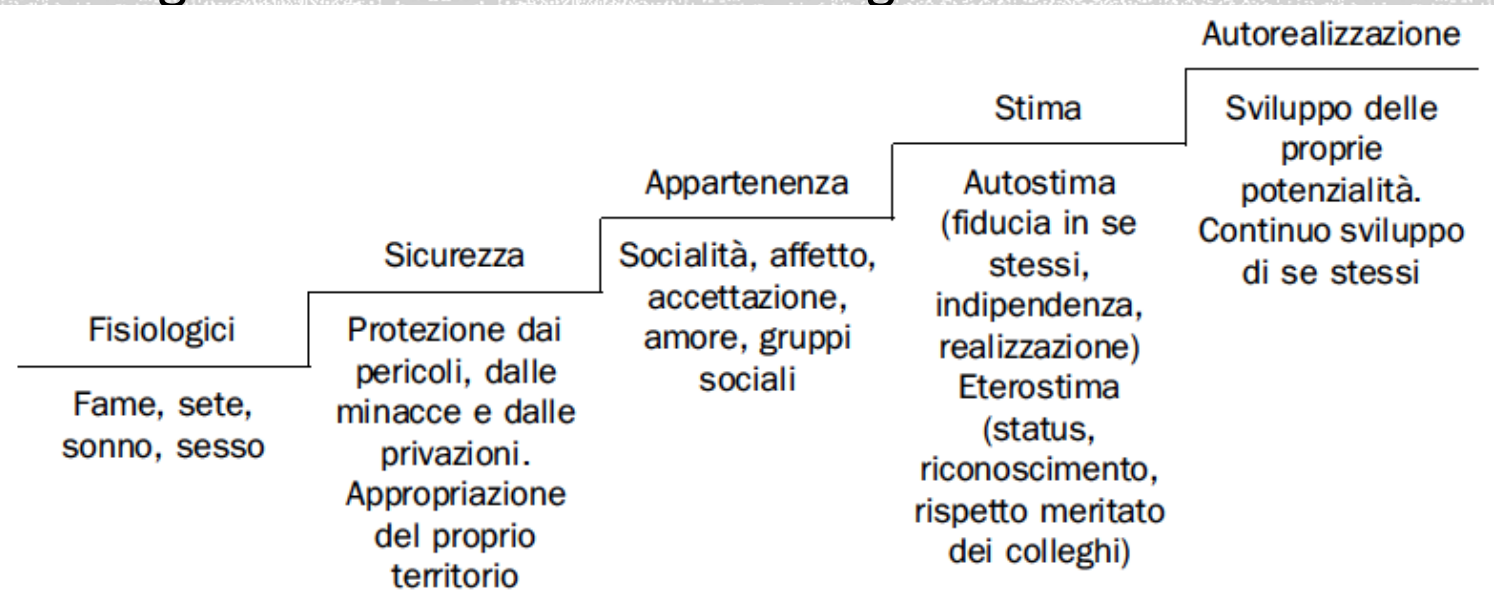 Fisiologici
Fame, sete,
sonno, sesso
Sicurezza
Protezione dai
pericoli, dalle
minacce e dalle
privazioni.
Appropriazione
del proprio
territorio
Appartenenza
Socialità, affetto,
accettazione,
amore, gruppi
sociali
Stima
Autostima
(fiducia in se
stessi,
indipendenza,
realizzazione)
Eterostima
(status,
riconoscimento,
rispetto meritato
dei colleghi)
Autorealizzazione
Sviluppo delle
proprie
potenzialità.
Continuo sviluppo
di se stessi